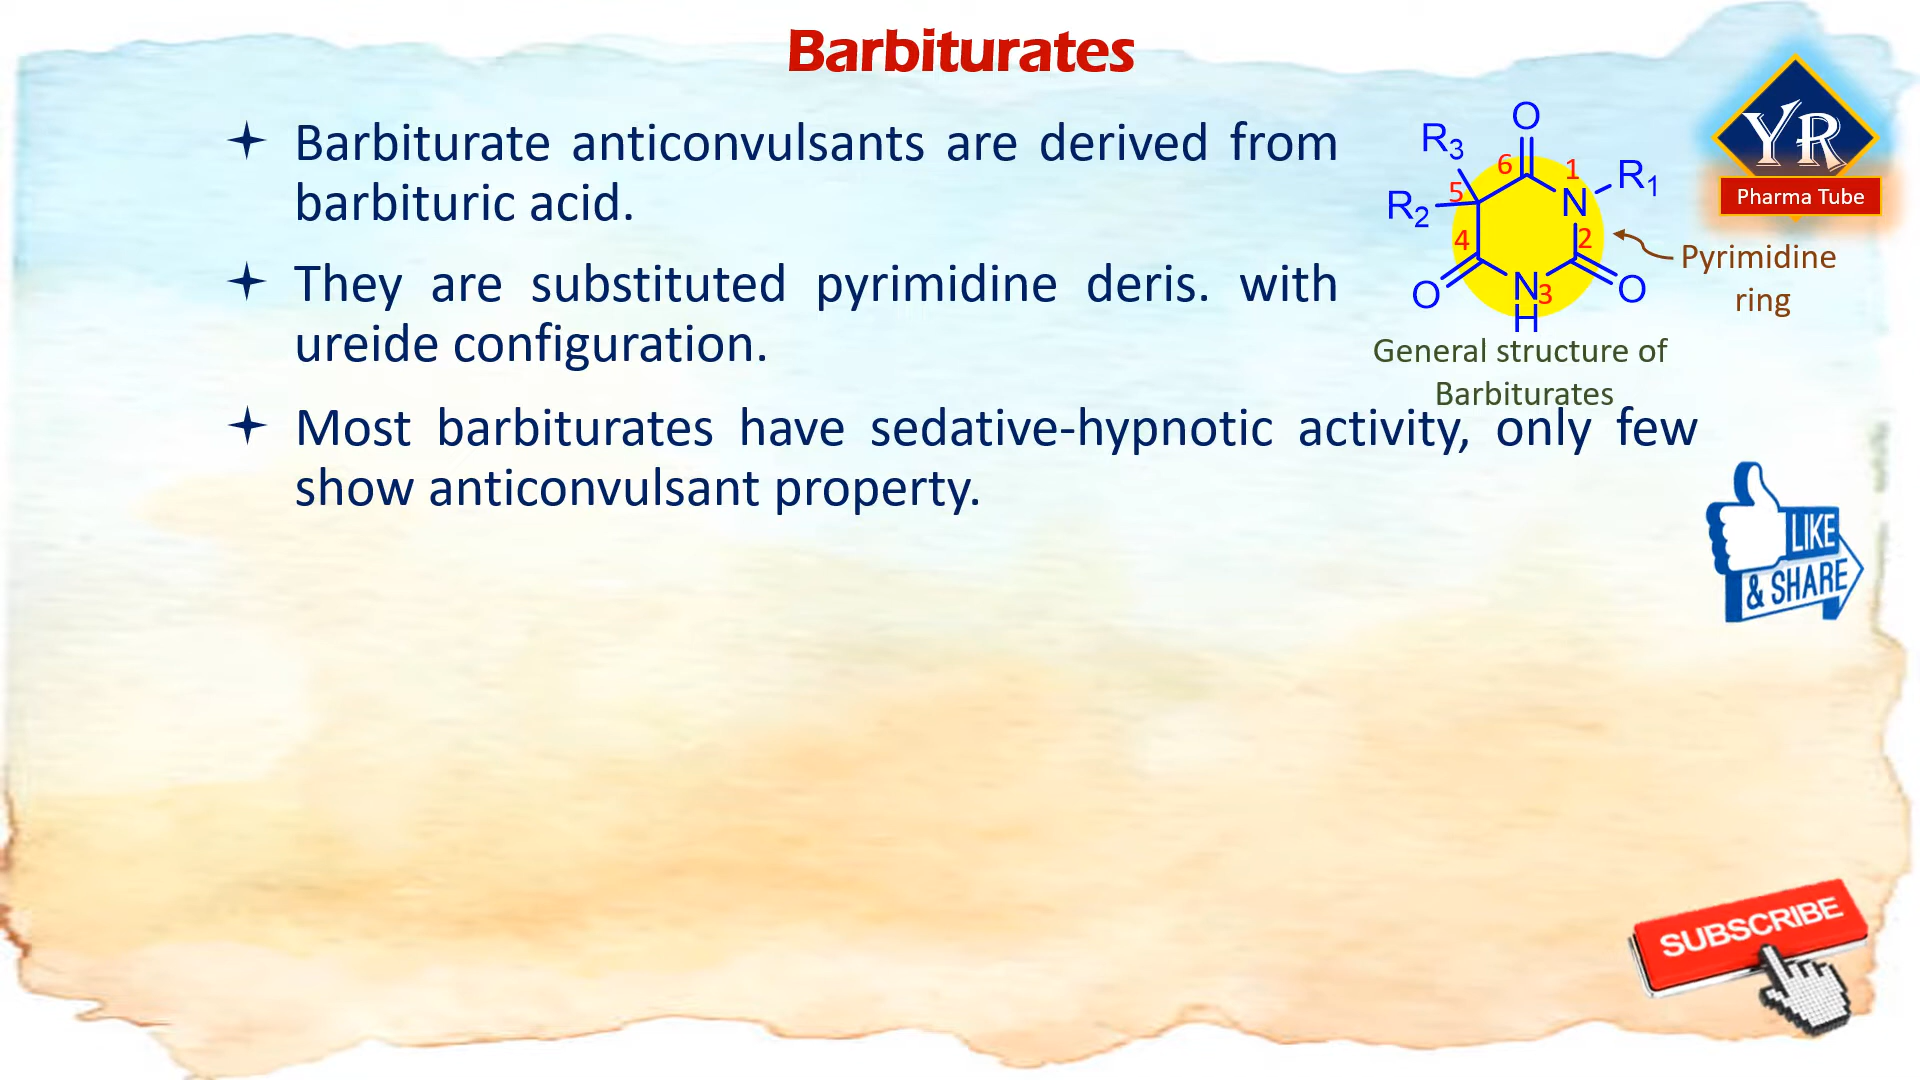 Barbiturates
Barbiturate anticonvulsants are derived from
barbituric acid.
They are substituted pyrimidine deris. with
ureide configuration.
Most barbiturates have sedative-hypnotic activity, only few
show anticonvulsant property.
O
R3
6
1
R1
5
N
R2
4
2
O
N
3
H
O
Pyrimidine
ring
General structure of
Barbiturates
YR
Pharma Tube
LIKE
& SHARE
SUBSCRIBE